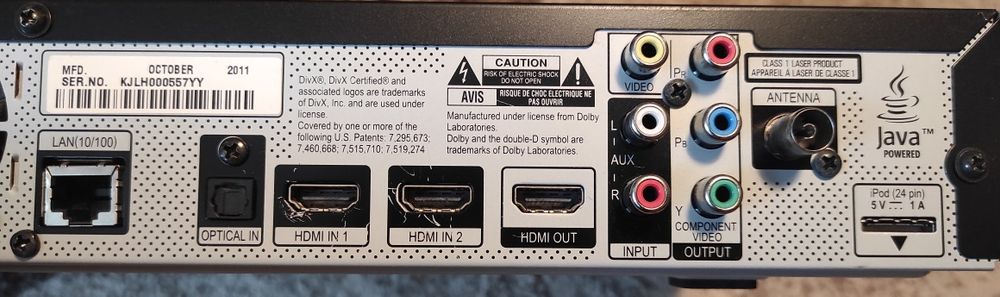 MFD. OCTOBER 2011
SER.NO. KJLH000557YY
DivX®, DivX Certified® and
associated logos are trademarks
of DivX, Inc. and are used under
license.
Covered by one or more of the
following U.S. Patents: 7,295,673;
7,460,668; 7,515,710; 7,519,274
CAUTION
RISK OF ELECTRIC SHOCK
DO NOT OPEN
AVIS
RISQUE DE CHOC ELECTRIQUE NE
PAS OUVRIR
Manufactured under license from Dolby
Laboratories.
Dolby and the double-D symbol are
trademarks of Dolby Laboratories.
LAN(10/100)
OPTICAL IN
HDMI IN 1
HDMI IN 2
HDMI OUT
VIDEO
L
AUX
R
INPUT
PR
PB
Y
COMPONENT
VIDEO
OUTPUT
CLASS 1 LASER PRODUCT
APPAREIL À LASER DE CLASSE 1
ANTENNA
Java™
POWERED
iPod (24 pin)
5 V ⎓ 1 A